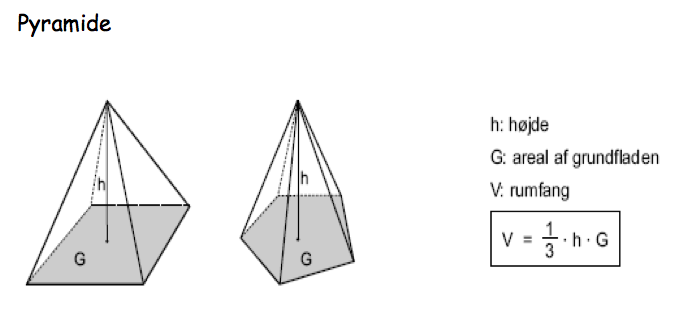 Pyramide
h
G
h
G
h: højde
G: areal af grundfladen
V: rumfang
V = 1/3 · h · G